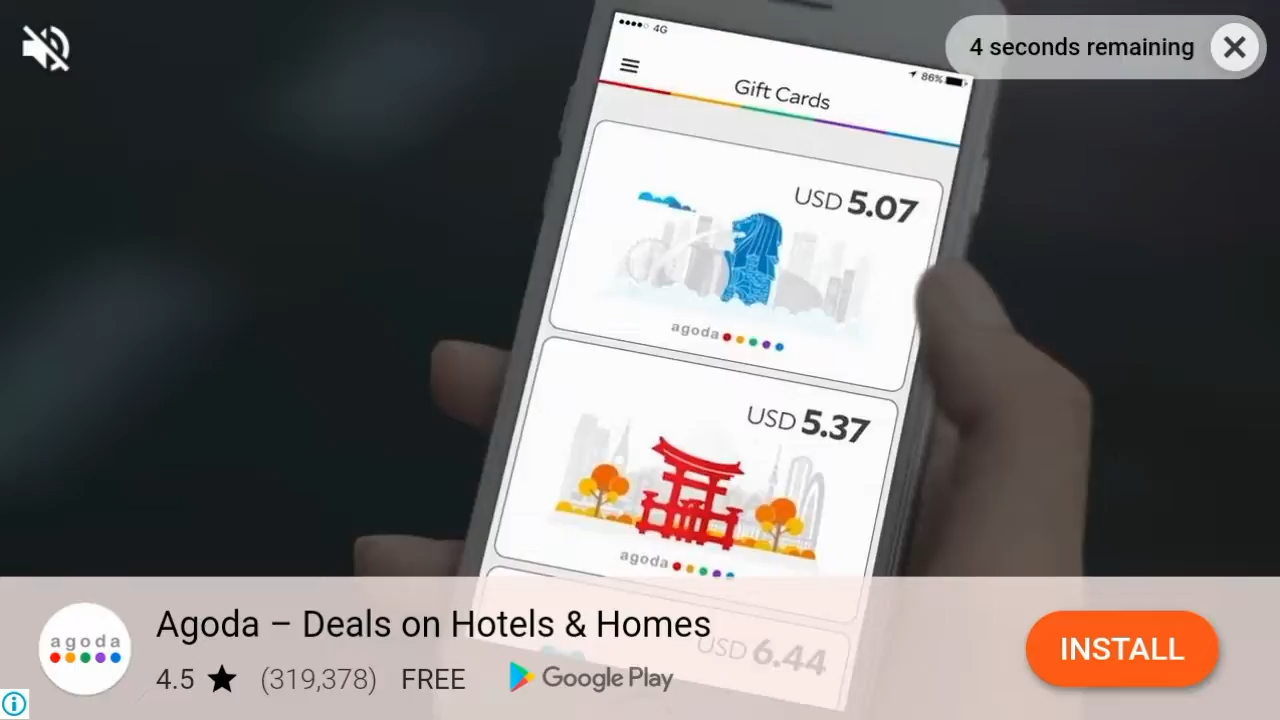 4 seconds remaining
4G
86%
Gift Cards
USD 5.07
agoda
USD 5.37
agoda
USD 6.44
agoda
Agoda – Deals on Hotels & Homes
4.5 ★ (319,378) FREE Google Play
INSTALL